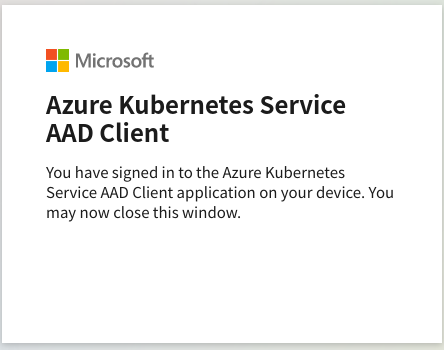 Microsoft
Azure Kubernetes Service
AAD Client
You have signed in to the Azure Kubernetes
Service AAD Client application on your device. You
may now close this window.